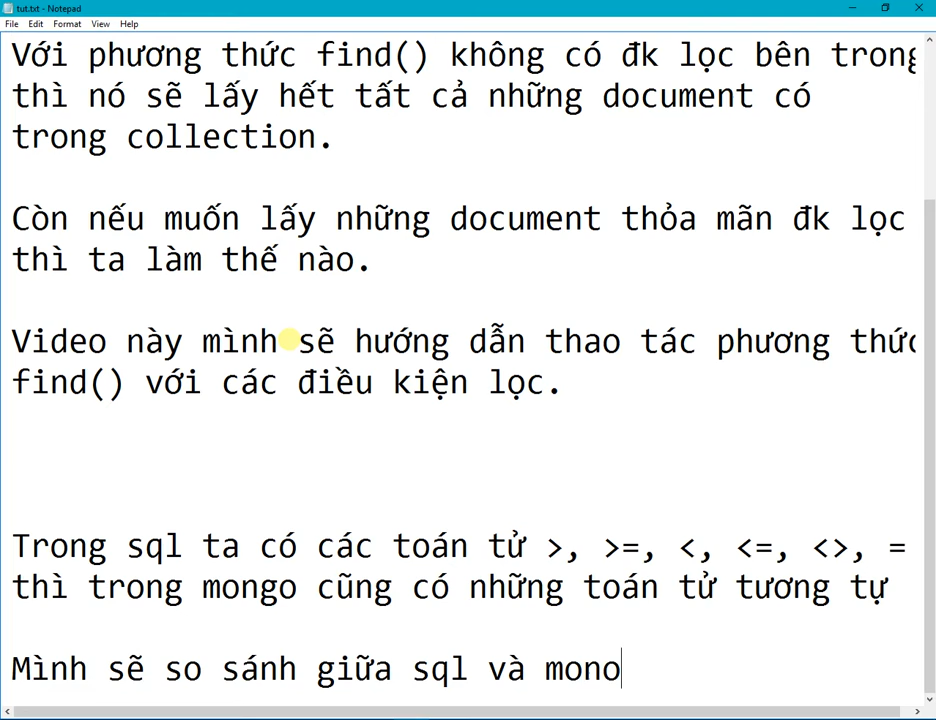 tut.txt - Notepad
File Edit Format View Help
Với phương thức find() không có đk lọc bên trong
thì nó sẽ lấy hết tất cả những document có
trong collection.
Còn nếu muốn lấy những document thỏa mãn đk lọc
thì ta làm thế nào.
Video này mình sẽ hướng dẫn thao tác phương thức
find() với các điều kiện lọc.
Trong sql ta có các toán tử >, >=, <, <=, <>, =
thì trong mongo cũng có những toán tử tương tự
Mình sẽ so sánh giữa sql và mono